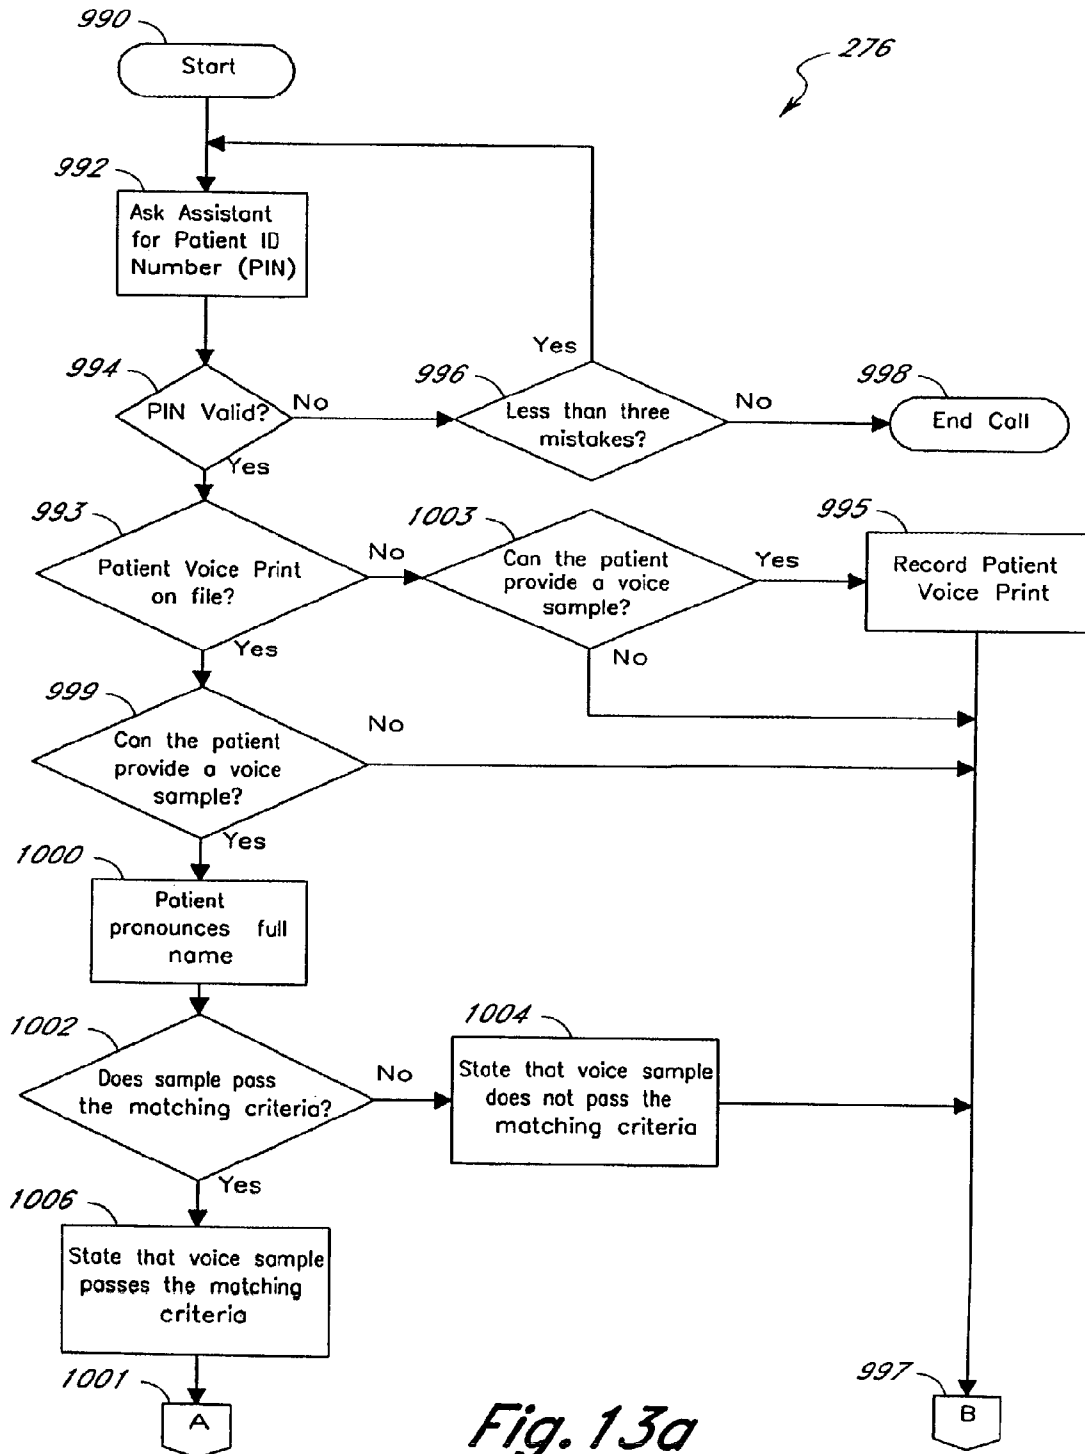 990
Start
276
992
Ask Assistant
for Patient ID
Number (PIN)
Yes
994
PIN Valid?
No
996
Less than three
mistakes?
No
998
End Call
Yes
993
Patient Voice Print
on file?
No
1003
Can the patient
provide a voice
sample?
Yes
995
Record Patient
Voice Print
Yes
No
999
Can the patient
provide a voice
sample?
No
Yes
1000
Patient
pronounces full
name
1002
Does sample pass
the matching criteria?
No
1004
State that voice sample
does not pass the
matching criteria
Yes
1006
State that voice sample
passes the matching
criteria
1001
A
997
B
Fig. 13a